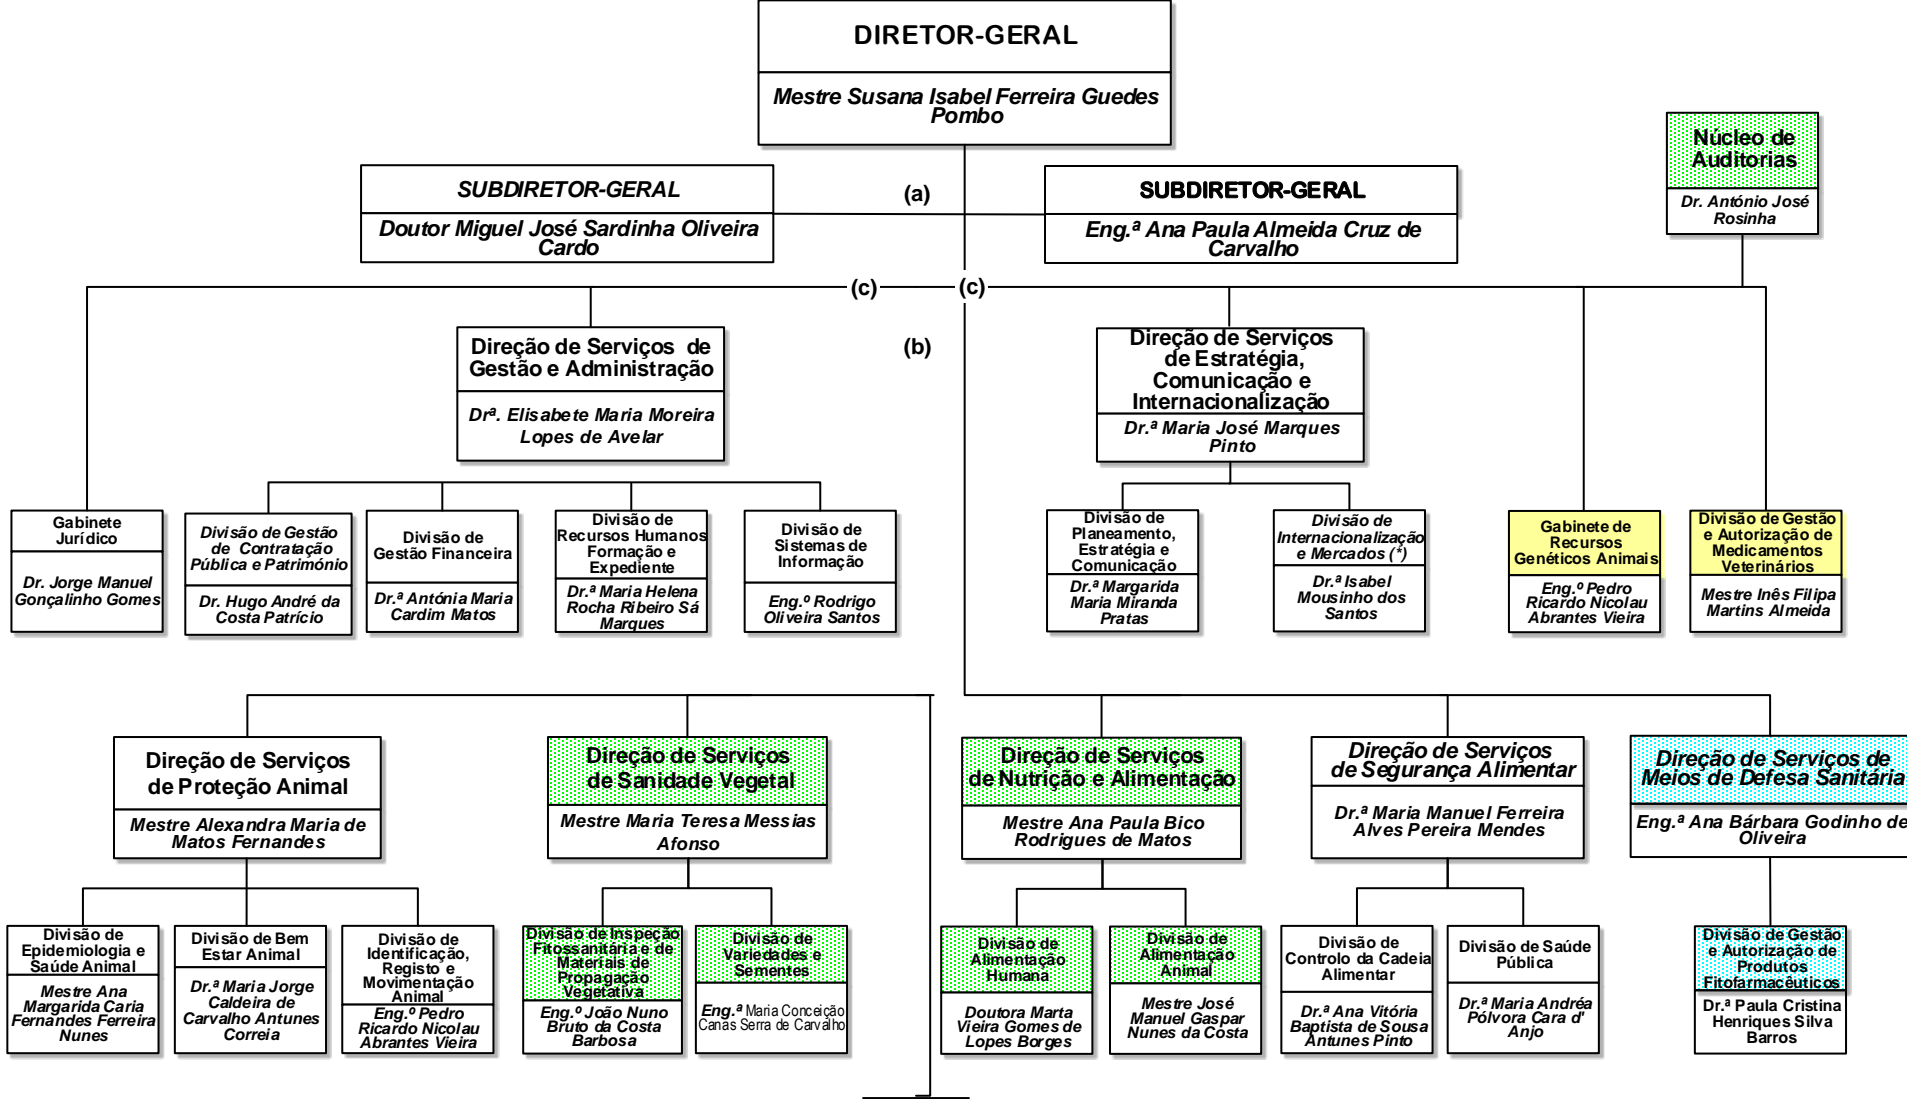 DIRETOR-GERAL
Mestre Susana Isabel Ferreira Guedes
Pombo
Núcleo de
Auditorias
Dr. António José
Rosinha
SUBDIRETOR-GERAL
Doutor Miguel José Sardinha Oliveira
Cardo
(a)
SUBDIRETOR-GERAL
Eng.ª Ana Paula Almeida Cruz de
Carvalho
(c)
(c)
(b)
Direção de Serviços de
Gestão e Administração
Drª. Elisabete Maria Moreira
Lopes de Avelar
Direção de Serviços
de Estratégia,
Comunicação e
Internacionalização
Dr.ª Maria José Marques
Pinto
Gabinete
Jurídico
Dr. Jorge Manuel
Gonçalinho Gomes
Divisão de Gestão
de Contratação
Pública e Património
Dr. Hugo André da
Costa Patrício
Divisão de
Gestão Financeira
Dr.ª Antónia Maria
Cardim Matos
Divisão de
Recursos Humanos
Formação e
Expediente
Dr.ª Maria Helena
Rocha Ribeiro Sá
Marques
Divisão de
Sistemas de
Informação
Eng.º Rodrigo
Oliveira Santos
Divisão de
Planeamento,
Estratégia e
Comunicação
Dr.ª Margarida
Maria Miranda
Pratas
Divisão de
Internacionalização
e Mercados (*)
Dr.ª Isabel
Mousinho dos
Santos
Gabinete de
Recursos
Genéticos Animais
Eng.º Pedro
Ricardo Nicolau
Abrantes Vieira
Divisão de Gestão
e Autorização de
Medicamentos
Veterinários
Mestre Inês Filipa
Martins Almeida
Direção de Serviços
de Proteção Animal
Mestre Alexandra Maria de
Matos Fernandes
Direção de Serviços
de Sanidade Vegetal
Mestre Maria Teresa Messias
Afonso
Direção de Serviços
de Nutrição e Alimentação
Mestre Ana Paula Bico
Rodrigues de Matos
Direção de Serviços
de Segurança Alimentar
Dr.ª Maria Manuel Ferreira
Alves Pereira Mendes
Direção de Serviços de
Meios de Defesa Sanitária
Eng.ª Ana Bárbara Godinho de
Oliveira
Divisão de
Epidemiologia e
Saúde Animal
Mestre Ana
Margarida Caria
Fernandes Ferreira
Nunes
Divisão de Bem
Estar Animal
Dr.ª Maria Jorge
Caldeira de
Carvalho Antunes
Correia
Divisão de
Identificação,
Registo e
Movimentação
Animal
Eng.º Pedro
Ricardo Nicolau
Abrantes Vieira
Divisão de Inspeção
Fitossanitária e de
Materiais de
Propagação
Vegetativa
Eng.º João Nuno
Bruto da Costa
Barbosa
Divisão de
Variedades e
Sementes
Eng.ª Maria Conceição
Canas Serra de Carvalho
Divisão de
Alimentação
Humana
Doutora Marta
Vieira Gomes de
Lopes Borges
Divisão de
Alimentação
Animal
Mestre José
Manuel Gaspar
Nunes da Costa
Divisão de
Controlo da Cadeia
Alimentar
Dr.ª Ana Vitória
Baptista de Sousa
Antunes Pinto
Divisão de Saúde
Pública
Dr.ª Maria Andréa
Pólvora Cara d'
Anjo
Divisão de Gestão
e Autorização de
Produtos
Fitofarmacêuticos
Dr.ª Paula Cristina
Henriques Silva
Barros